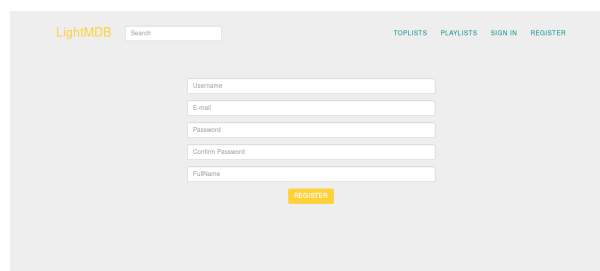 LightMDB Search TOPLISTS PLAYLISTS SIGN IN REGISTER
Username
E-mail
Password
Confirm Password
FullName
REGISTER